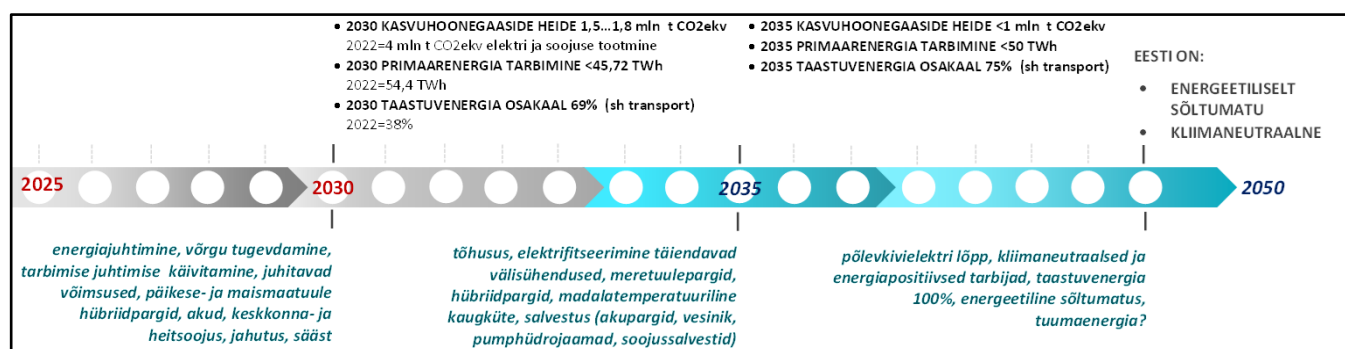 • 2030 KASVUHOONEGAASIDE HEIDE 1,5...1,8 mln t CO2ekv
2022=4 mln t CO2ekv elektri ja soojuse tootmine
• 2030 PRIMAARENERGIA TARBIMINE <45,72 TWh
2022=54,4 TWh
• 2030 TAASTUVENERGIA OSAKAAL 69% (sh transport)
2022=38%
• 2035 KASVUHOONEGAASIDE HEIDE <1 mln t CO2ekv
• 2035 PRIMAARENERGIA TARBIMINE <50 TWh
• 2035 TAASTUVENERGIA OSAKAAL 75% (sh transport)
EESTI ON:
• ENERGEETILISELT
SÕLTUMATU
• KLIIMANEUTRAALNE
2025
2030
2035
2050
energiajuhtimine, võrgu tugevdamine,
tarbimise juhtimise käivitamine, juhitavad
võimsused, päikese- ja maismaatuule
hübriidpargid, akud, keskkonna- ja
heitsoojus, jahutus, sääst
tõhusus, elektrifitseerimine täiendavad
välisühendused, meretuulepargid,
hübriidpargid, madalatemperatuuriline
kaugküte, salvestus (akupargid, vesinik,
pumphüdrojaamad, soojussalvestid)
põlevkivielektri lõpp, kliimaneutraalsed ja
energiapositiivsed tarbijad, taastuvenergia
100%, energeetiline sõltumatus,
tuumaenergia?